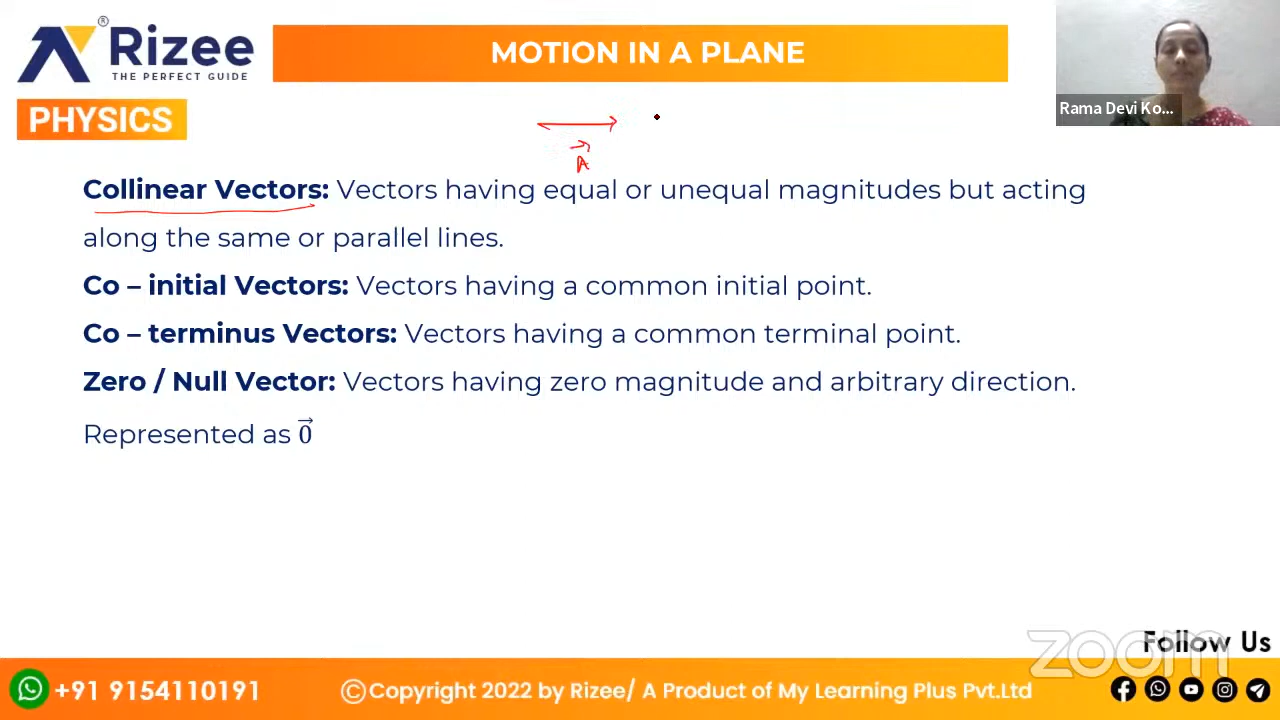 Rizee®
THE PERFECT GUIDE
MOTION IN A PLANE
Rama Devi Ko...
PHYSICS
A⃗
Collinear Vectors: Vectors having equal or unequal magnitudes but acting
along the same or parallel lines.
Co – initial Vectors: Vectors having a common initial point.
Co – terminus Vectors: Vectors having a common terminal point.
Zero / Null Vector: Vectors having zero magnitude and arbitrary direction.
Represented as 0⃗
Follow Us
zoom
+91 9154110191
©Copyright 2022 by Rizee/ A Product of My Learning Plus Pvt.Ltd